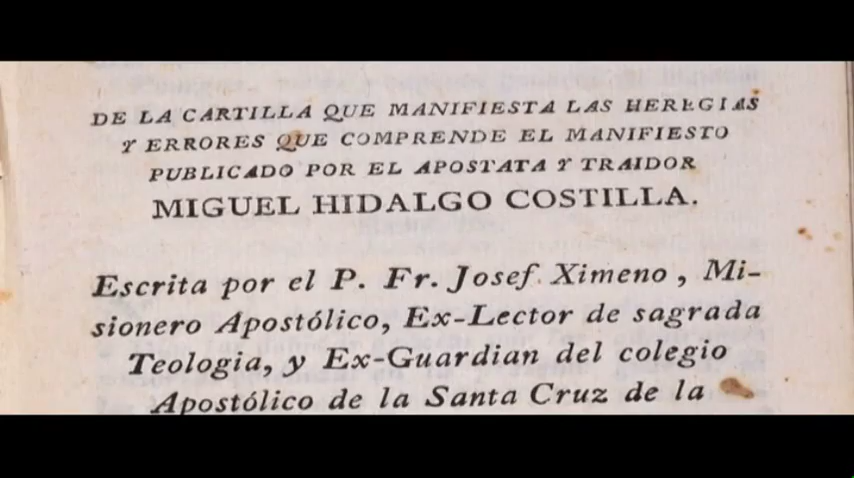 DE LA CARTILLA QUE MANIFIESTA LAS HEREGIAS
Y ERRORES QUE COMPRENDE EL MANIFIESTO
PUBLICADO POR EL APOSTATA Y TRAIDOR
MIGUEL HIDALGO COSTILLA.
Escrita por el P. Fr. Josef Ximeno, Mi-
sionero Apostólico, Ex-Lector de sagrada
Teologia, y Ex-Guardian del colegio
Apostólico de la Santa Cruz de la